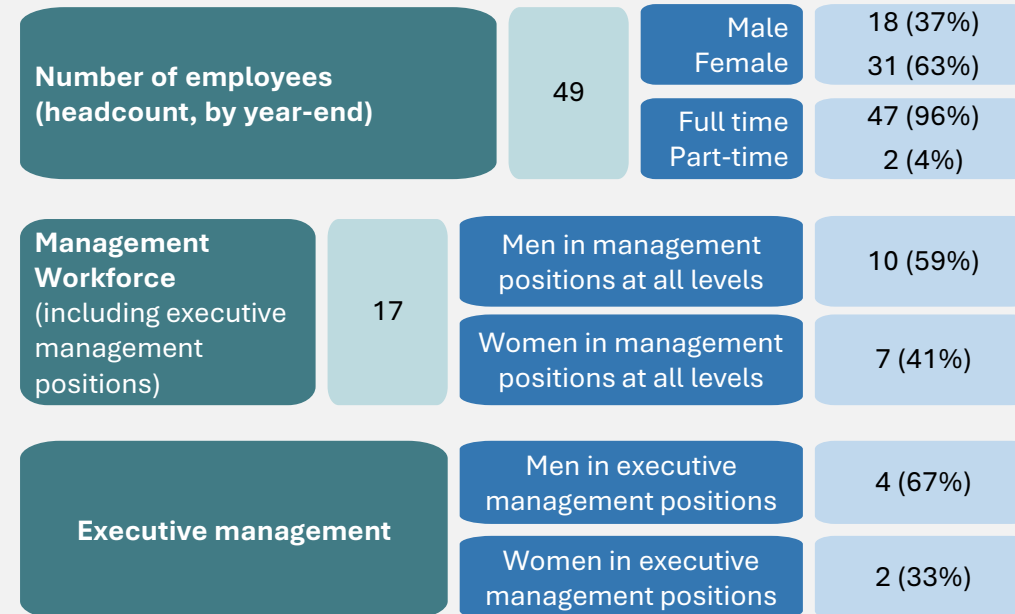 Number of employees
(headcount, by year-end)
49
Male
Female
18 (37%)
31 (63%)
Full time
Part-time
47 (96%)
2 (4%)
Management
Workforce
(including executive
management
positions)
17
Men in management
positions at all levels
10 (59%)
Women in management
positions at all levels
7 (41%)
Executive management
Men in executive
management positions
4 (67%)
Women in executive
management positions
2 (33%)